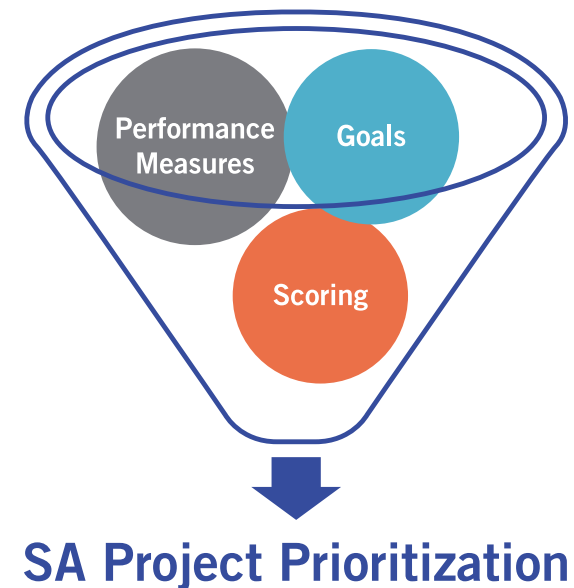 Performance
Measures
Goals
Scoring
SA Project Prioritization